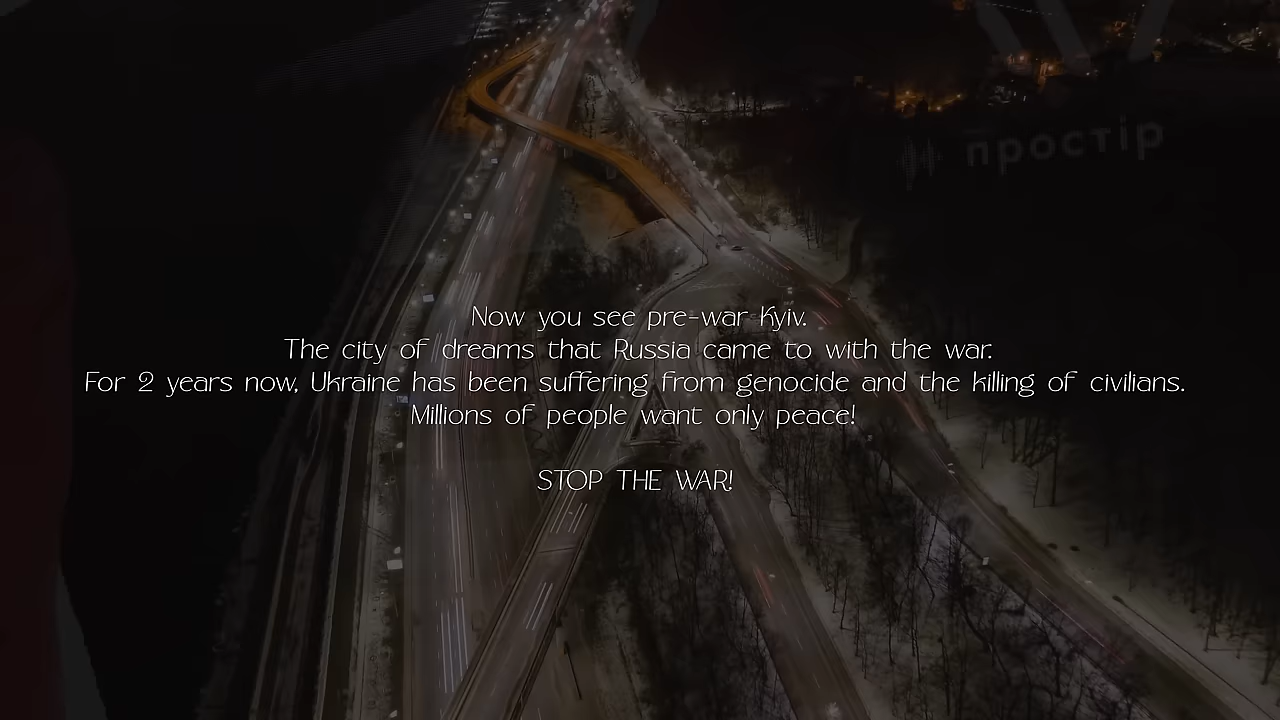 простір
Now you see pre-war Kyiv.
The city of dreams that Russia came to with the war.
For 2 years now, Ukraine has been suffering from genocide and the killing of civilians.
Millions of people want only peace!
STOP THE WAR!